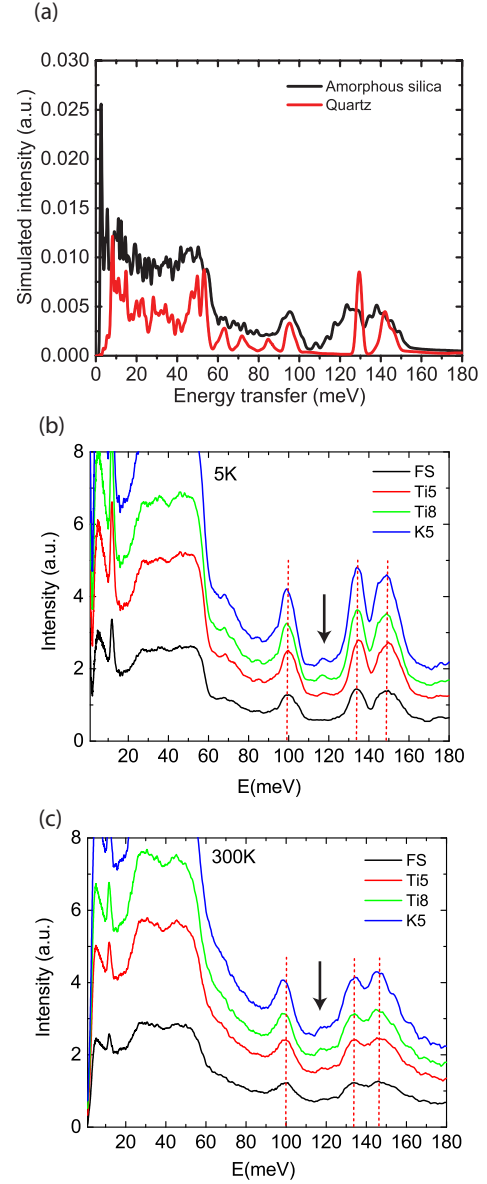 (a)
0.030
0.025
0.020
0.015
0.010
0.005
0.000
Simulated intensity (a.u.)
Amorphous silica
Quartz
0 20 40 60 80 100 120 140 160 180
Energy transfer (meV)
(b)
8
6
4
2
0
Intensity (a.u.)
5K
FS
Ti5
Ti8
K5
20 40 60 80 100 120 140 160 180
E(meV)
(c)
8
6
4
2
0
Intensity (a.u.)
300K
FS
Ti5
Ti8
K5
20 40 60 80 100 120 140 160 180
E(meV)